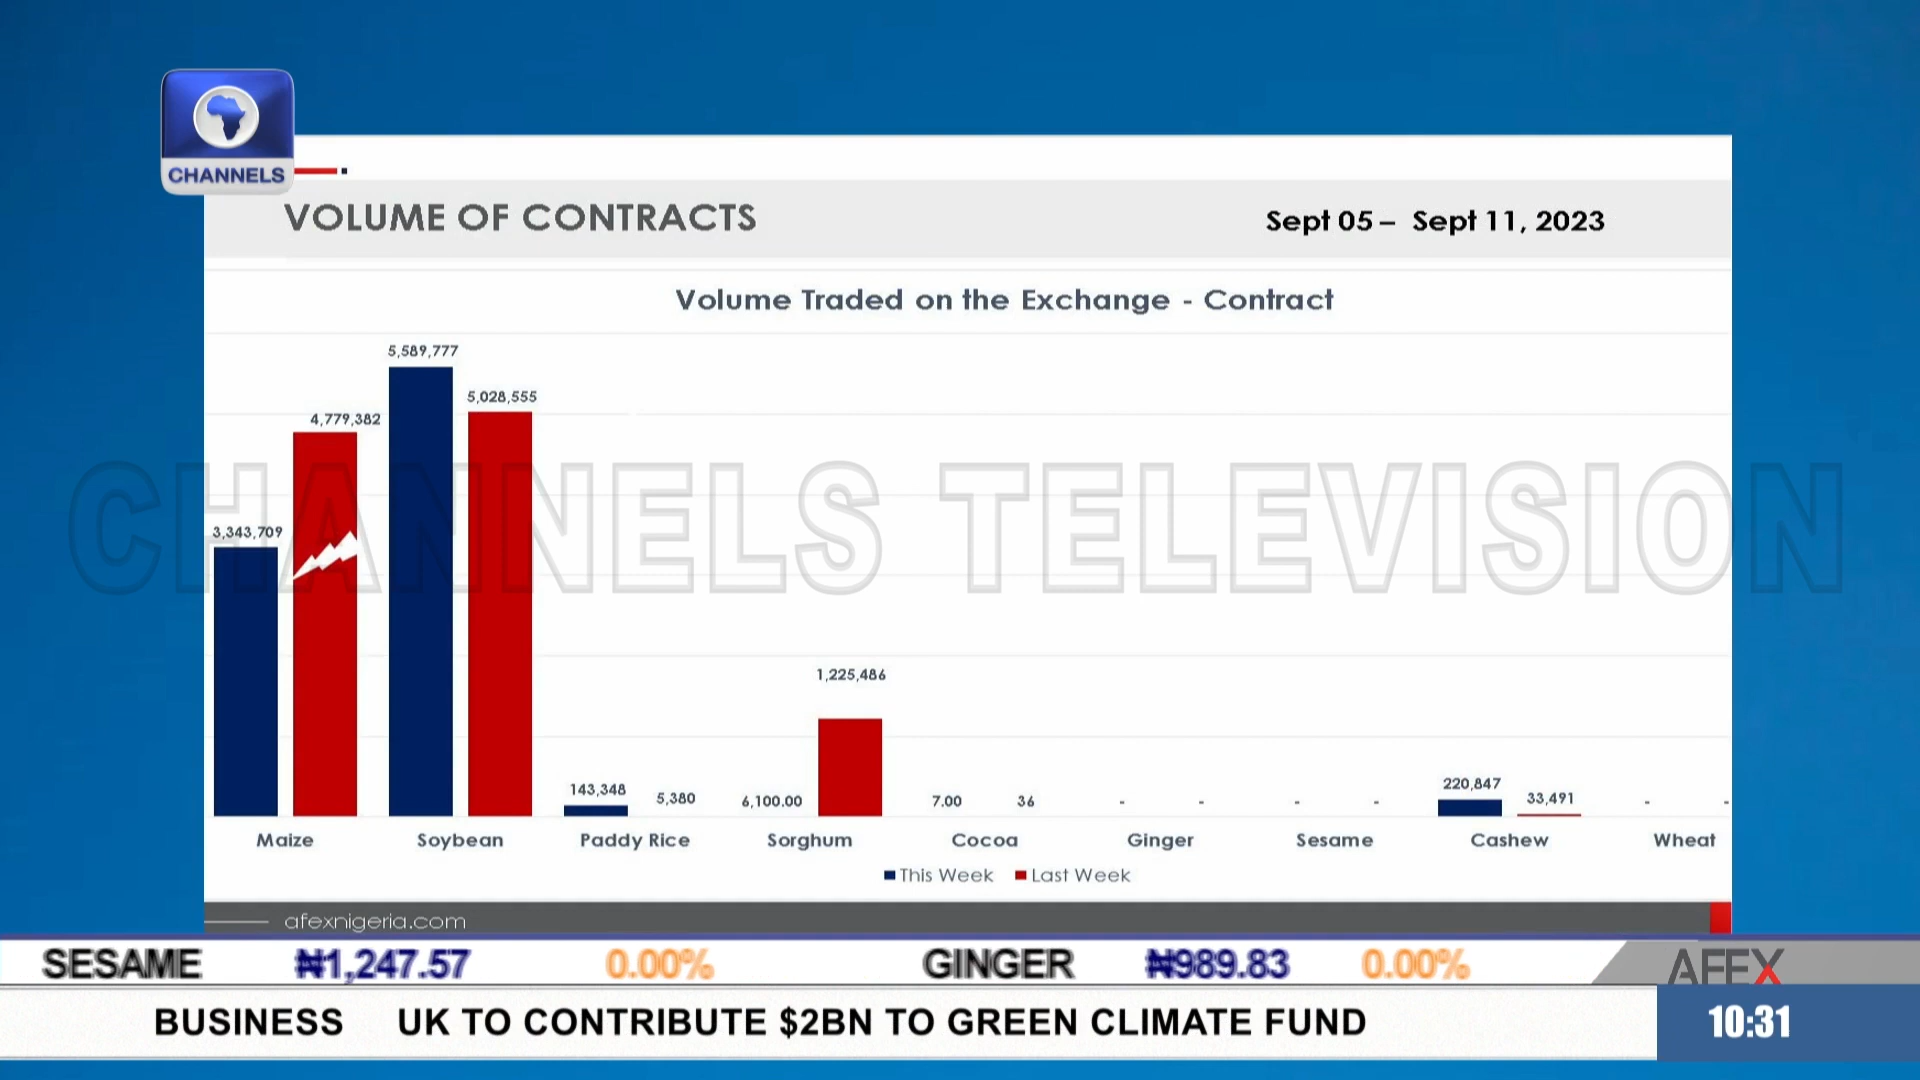 CHANNELS
VOLUME OF CONTRACTS
Sept 05 – Sept 11, 2023
Volume Traded on the Exchange - Contract
5,589,777
5,028,555
4,779,382
3,343,709
1,225,486
143,348
5,380
6,100.00
7.00
36
-
-
-
-
220,847
33,491
-
-
Maize
Soybean
Paddy Rice
Sorghum
Cocoa
Ginger
Sesame
Cashew
Wheat
This Week
Last Week
CHANNELS TELEVISION
afexnigeria.com
SESAME ₦1,247.57 0.00% GINGER ₦989.83 0.00% AFEX
BUSINESS UK TO CONTRIBUTE $2BN TO GREEN CLIMATE FUND
10:31